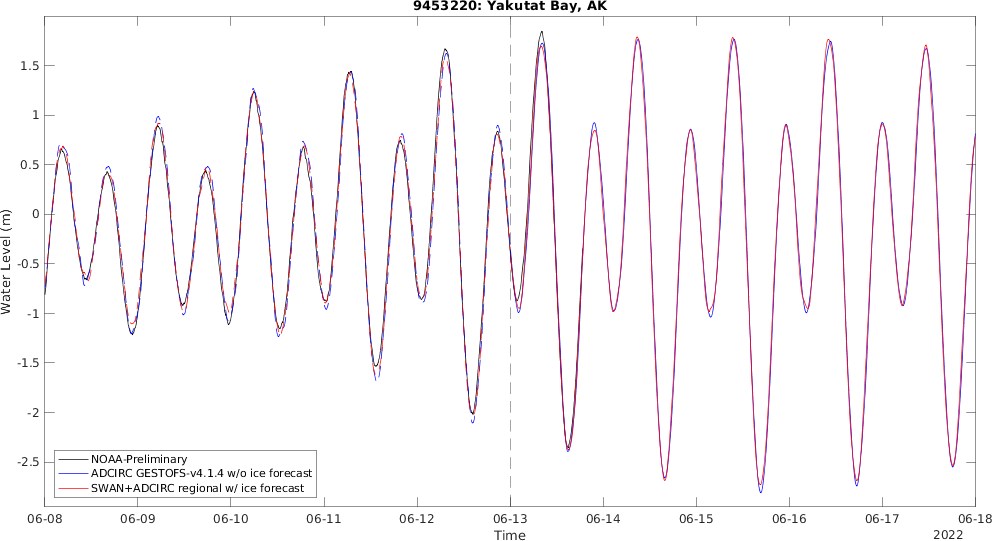 9453220: Yakutat Bay, AK
Water Level (m)
1.5
1
0.5
0
-0.5
-1
-1.5
-2
-2.5
NOAA-Preliminary
ADCIRC GESTOFS-v4.1.4 w/o ice forecast
SWAN+ADCIRC regional w/ ice forecast
06-08 06-09 06-10 06-11 06-12 06-13 06-14 06-15 06-16 06-17 06-18
Time
2022